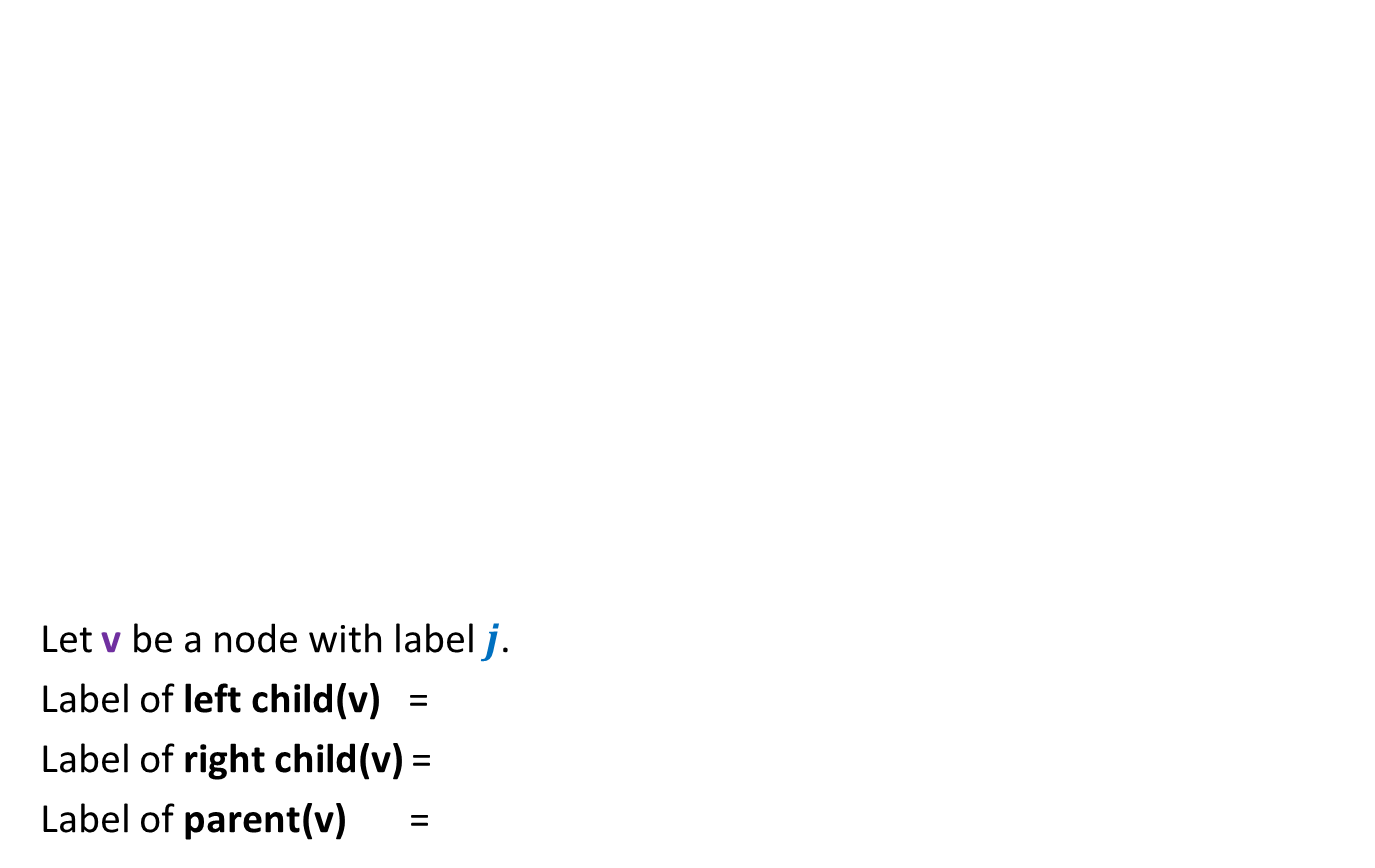 Let v be a node with label j.
Label of left child(v) =
Label of right child(v) =
Label of parent(v) =